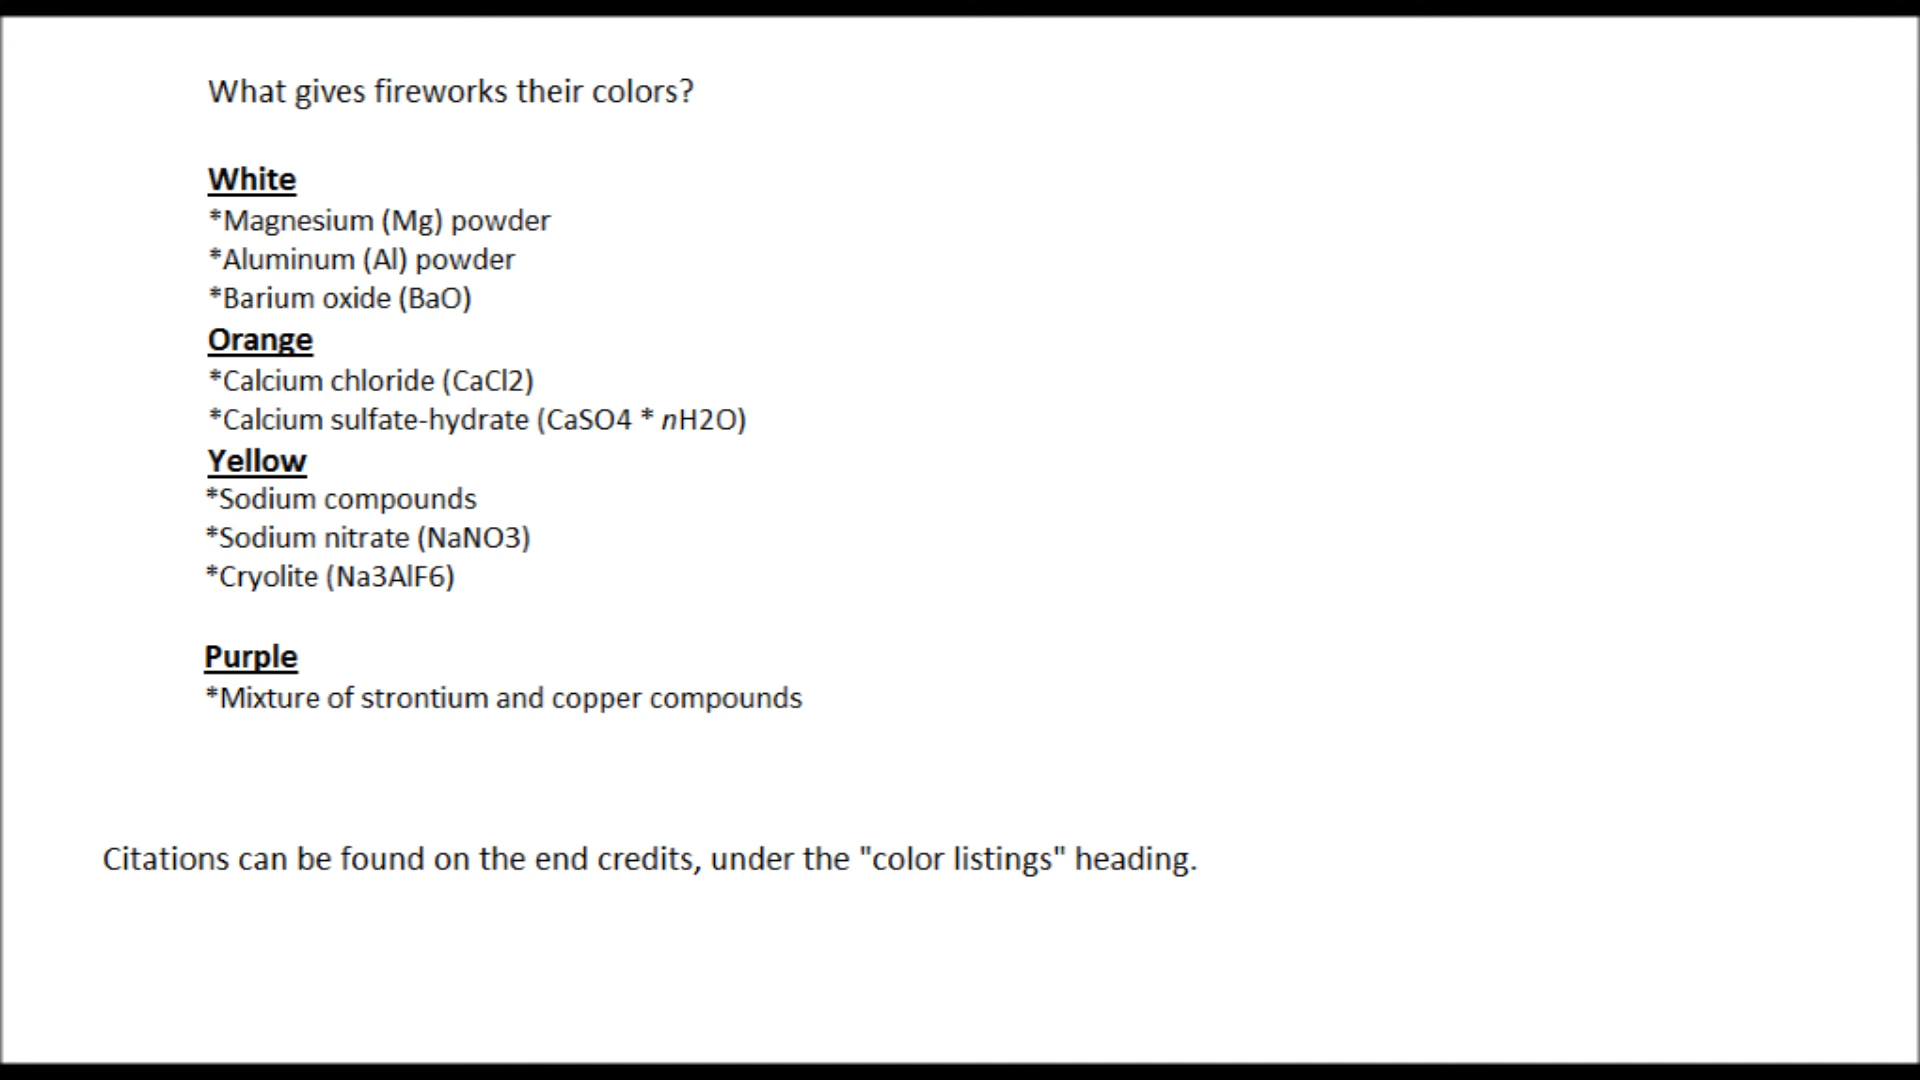 What gives fireworks their colors?
White
*Magnesium (Mg) powder
*Aluminum (Al) powder
*Barium oxide (BaO)
Orange
*Calcium chloride (CaCl2)
*Calcium sulfate-hydrate (CaSO4 * nH2O)
Yellow
*Sodium compounds
*Sodium nitrate (NaNO3)
*Cryolite (Na3AlF6)
Purple
*Mixture of strontium and copper compounds
Citations can be found on the end credits, under the "color listings" heading.